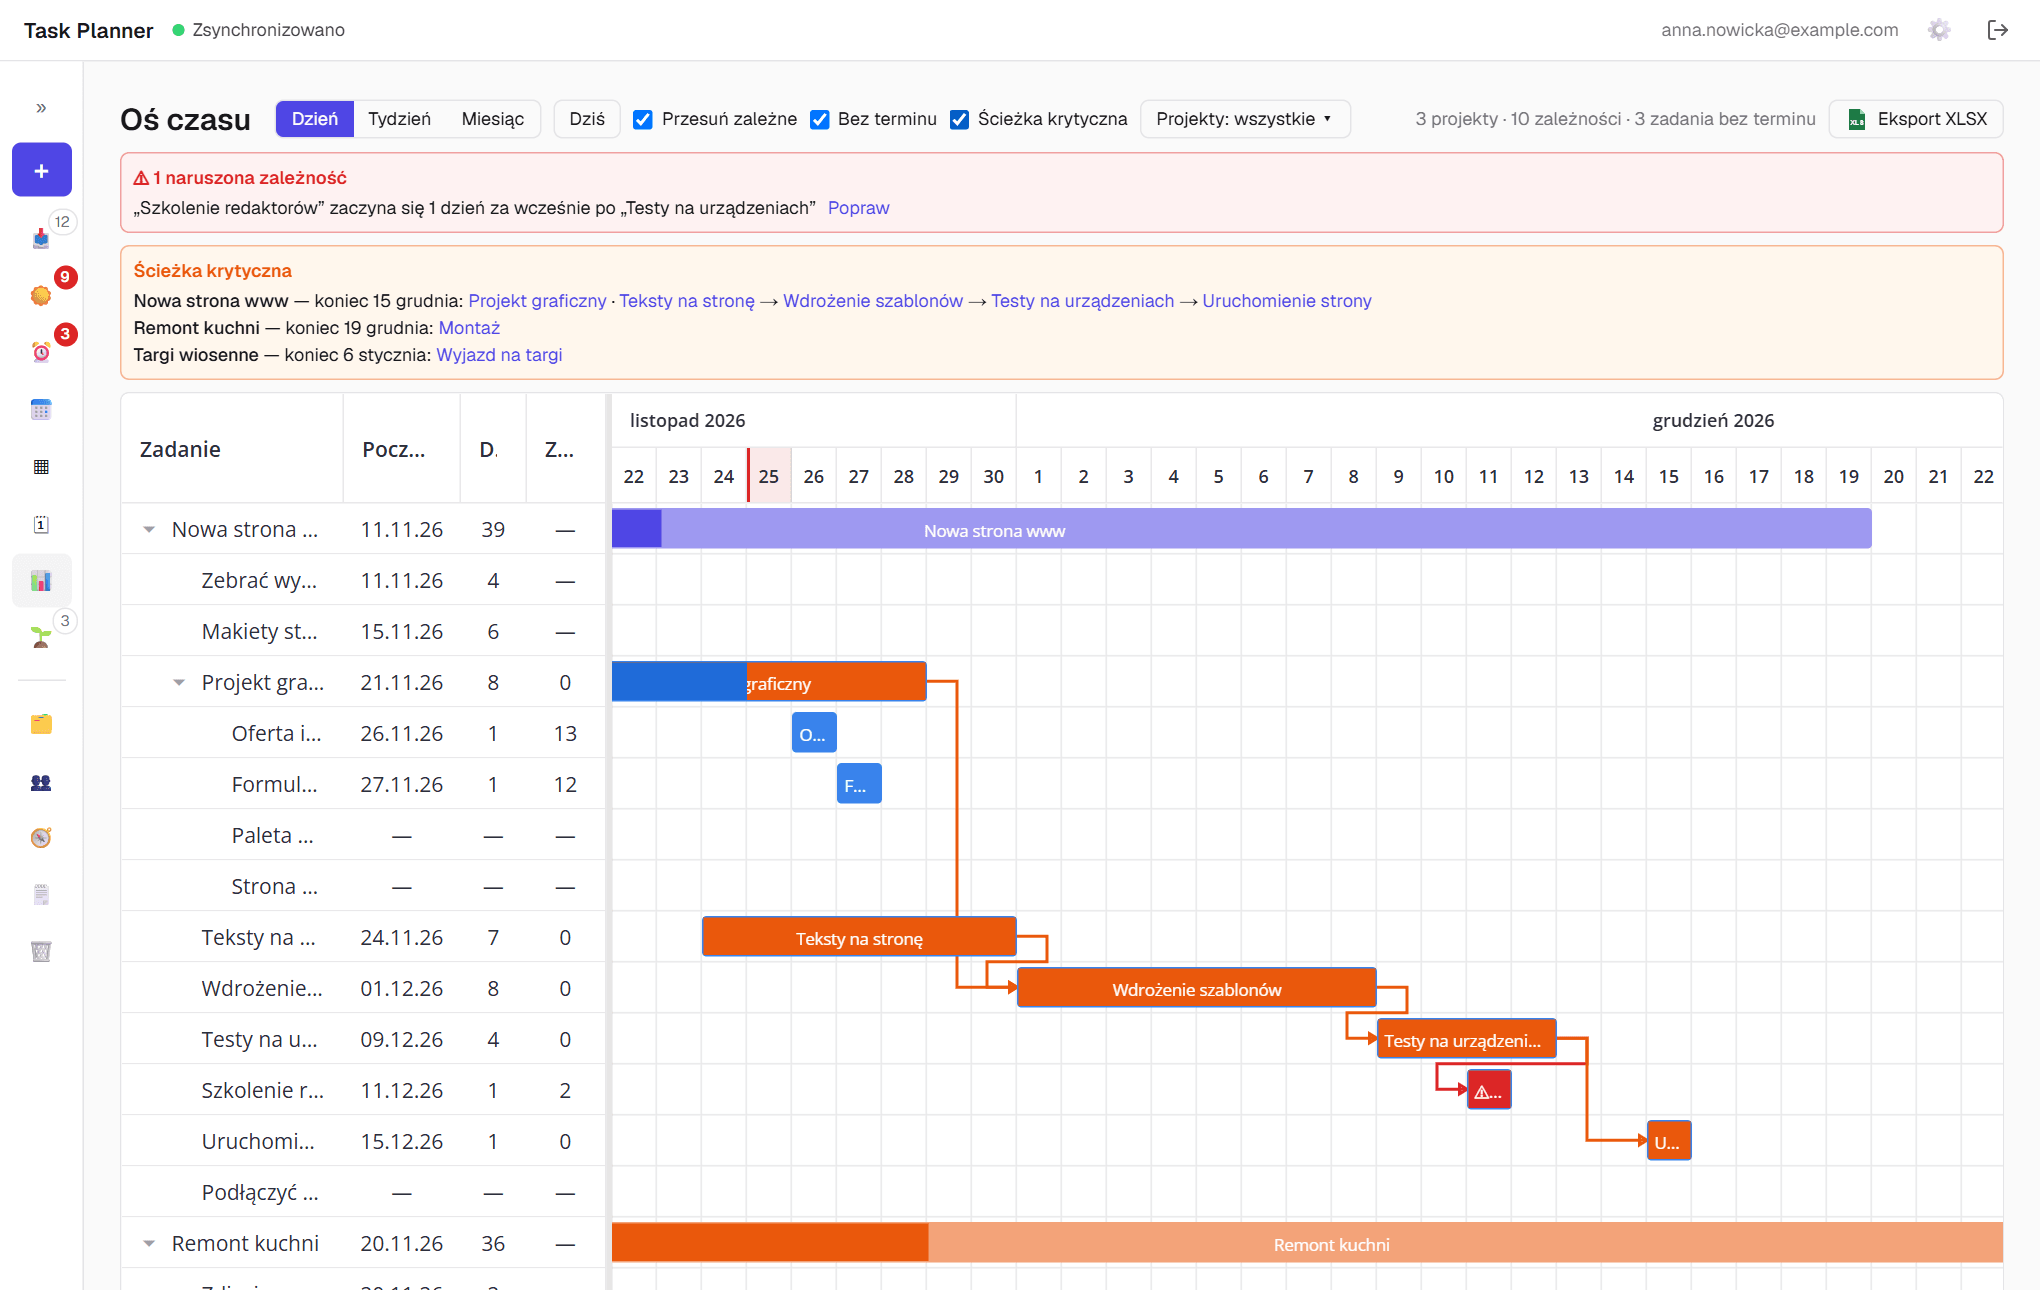 Task Planner
Zsynchronizowano
anna.nowicka@example.com
»
+
12
9
3
3
Oś czasu
Dzień Tydzień Miesiąc
Dziś
Przesuń zależne
Bez terminu
Ścieżka krytyczna
Projekty: wszystkie ▾
3 projekty · 10 zależności · 3 zadania bez terminu
Eksport XLSX
⚠ 1 naruszona zależność
„Szkolenie redaktorów” zaczyna się 1 dzień za wcześnie po „Testy na urządzeniach” Popraw
Ścieżka krytyczna
Nowa strona www — koniec 15 grudnia: Projekt graficzny · Teksty na stronę → Wdrożenie szablonów → Testy na urządzeniach → Uruchomienie strony
Remont kuchni — koniec 19 grudnia: Montaż
Targi wiosenne — koniec 6 stycznia: Wyjazd na targi
Zadanie Pocz... D. Z...
listopad 2026 grudzień 2026
22 23 24 25 26 27 28 29 30 1 2 3 4 5 6 7 8 9 10 11 12 13 14 15 16 17 18 19 20 21 22
Nowa strona ... 11.11.26 39 — Nowa strona www
Zebrać wy... 11.11.26 4 —
Makiety st... 15.11.26 6 —
Projekt gra... 21.11.26 8 0 graficzny
Oferta i... 26.11.26 1 13 O...
Formul... 27.11.26 1 12 F...
Paleta ... — — —
Strona ... — — —
Teksty na ... 24.11.26 7 0 Teksty na stronę
Wdrożenie... 01.12.26 8 0 Wdrożenie szablonów
Testy na u... 09.12.26 4 0 Testy na urządzeni...
Szkolenie r... 11.12.26 1 2 ⚠...
Uruchomi... 15.12.26 1 0 U...
Podłączyć ... — — —
Remont kuchni 20.11.26 36 — Remont kuchni